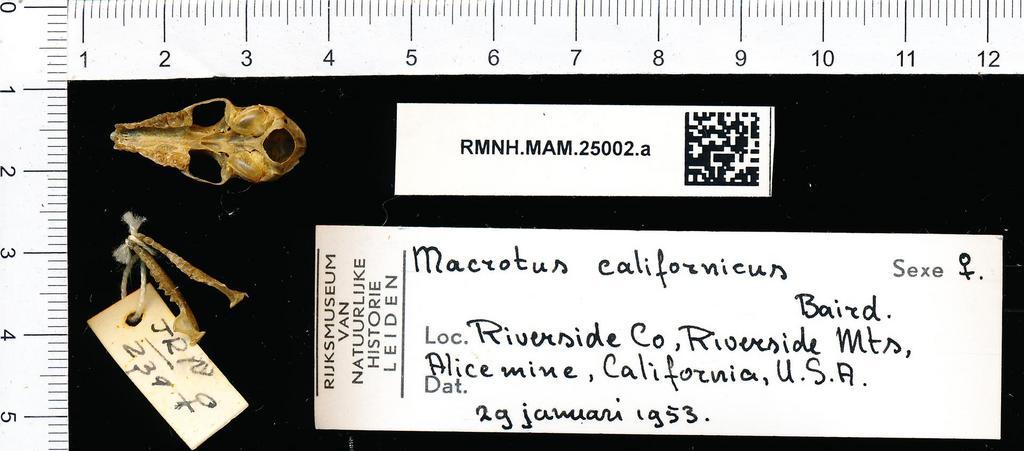 0
1 2 3 4 5 6 7 8 9 10 11 12
1
2
3
4
5
RMNH.MAM.25002.a
RIJKSMUSEUM
VAN
NATUURLIJKE
HISTORIE
LEIDEN
Macrotus californicus Sexe ♀.
Baird.
Loc. Riverside Co, Riverside Mts,
Alice mine, California, U.S.A.
Dat.
29 januari 1953.
♀